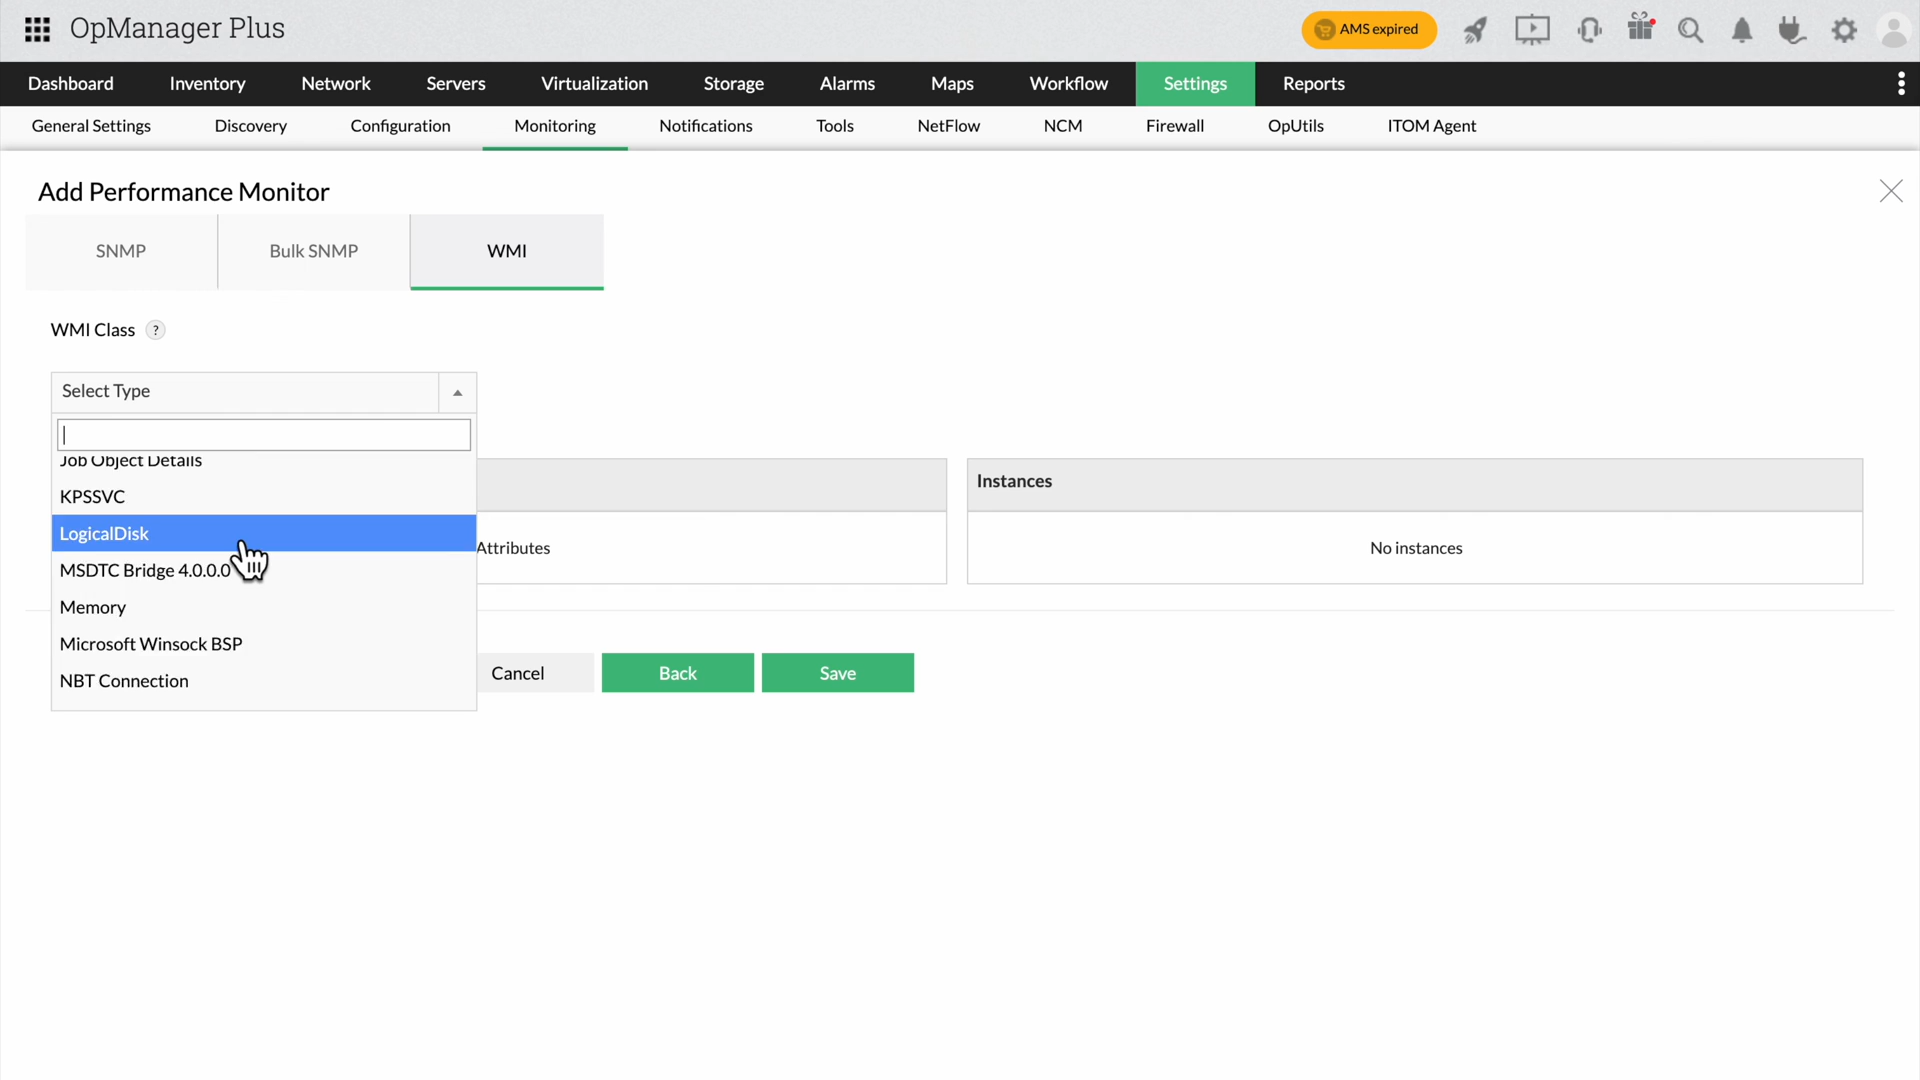 OpManager Plus
AMS expired
Dashboard Inventory Network Servers Virtualization Storage Alarms Maps Workflow Settings Reports
General Settings Discovery Configuration Monitoring Notifications Tools NetFlow NCM Firewall OpUtils ITOM Agent
Add Performance Monitor
SNMP Bulk SNMP WMI
WMI Class ?
Select Type
Job Object Details
KPSSVC
LogicalDisk
MSDTC Bridge 4.0.0.0
Memory
Microsoft Winsock BSP
NBT Connection
Attributes
Instances
No instances
Cancel Back Save